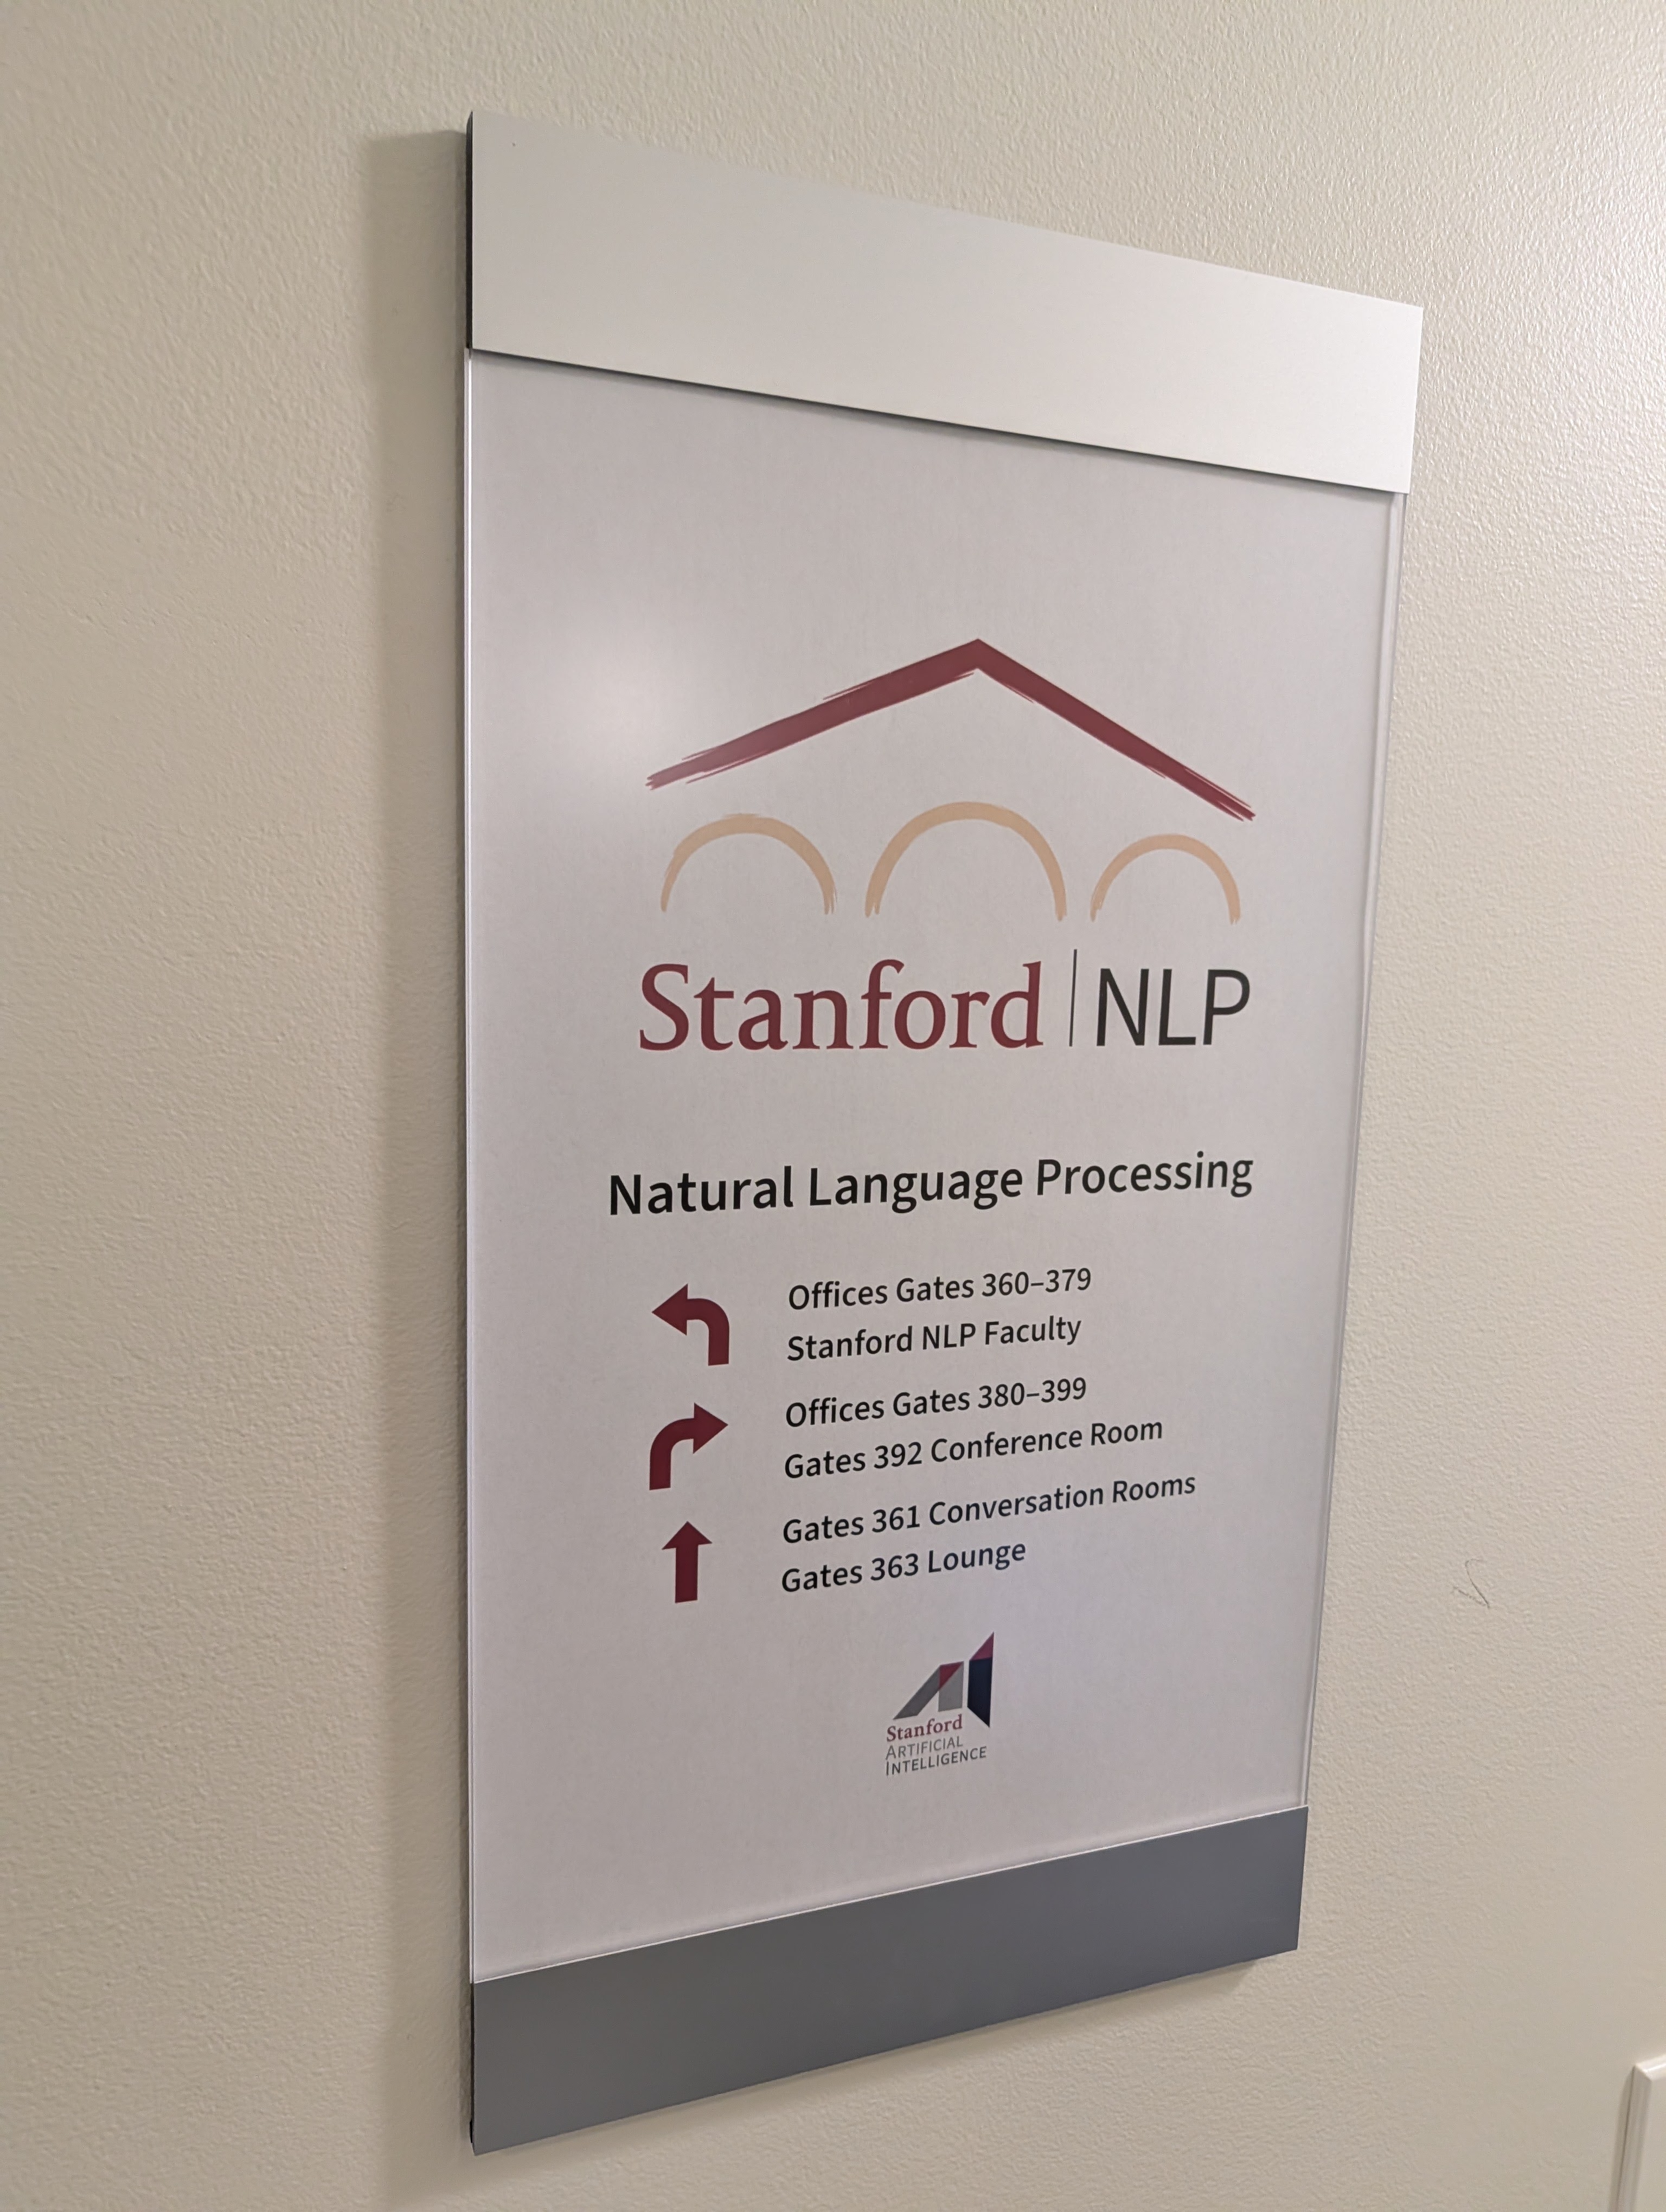 Stanford | NLP
Natural Language Processing
Offices Gates 360–379
Stanford NLP Faculty
Offices Gates 380–399
Gates 392 Conference Room
Gates 361 Conversation Rooms
Gates 363 Lounge
AI
Stanford
ARTIFICIAL
INTELLIGENCE